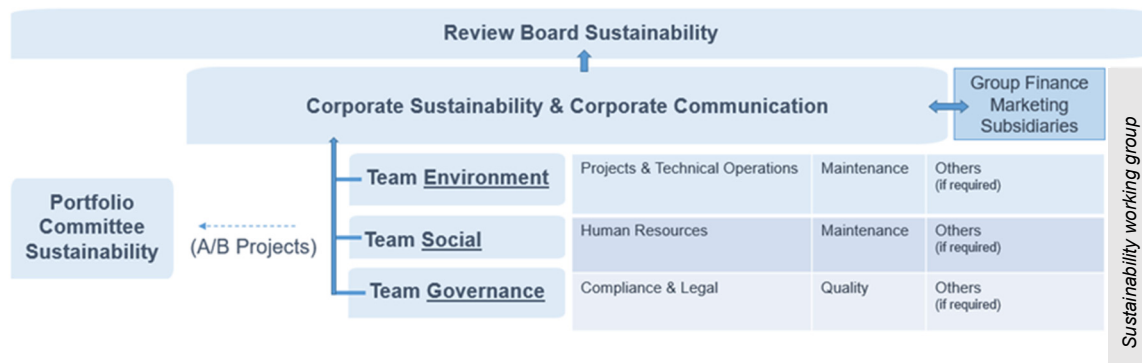 Review Board Sustainability
Corporate Sustainability & Corporate Communication
Group Finance
Marketing
Subsidiaries
Portfolio
Committee
Sustainability
(A/B Projects)
Team Environment
Projects & Technical Operations
Maintenance
Others
(if required)
Team Social
Human Resources
Maintenance
Others
(if required)
Team Governance
Compliance & Legal
Quality
Others
(if required)
Sustainability working group